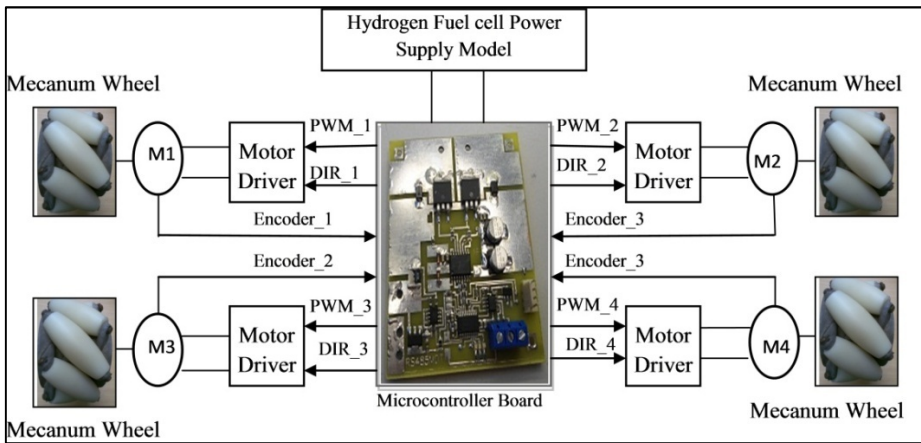 Hydrogen Fuel cell Power
Supply Model
Mecanum Wheel
Mecanum Wheel
M1
Motor
Driver
PWM_1
DIR_1
Encoder_1
PWM_2
DIR_2
Encoder_3
Motor
Driver
M2
Encoder_2
Encoder_3
M3
Motor
Driver
PWM_3
DIR_3
PWM_4
DIR_4
Motor
Driver
M4
Microcontroller Board
Mecanum Wheel
Mecanum Wheel